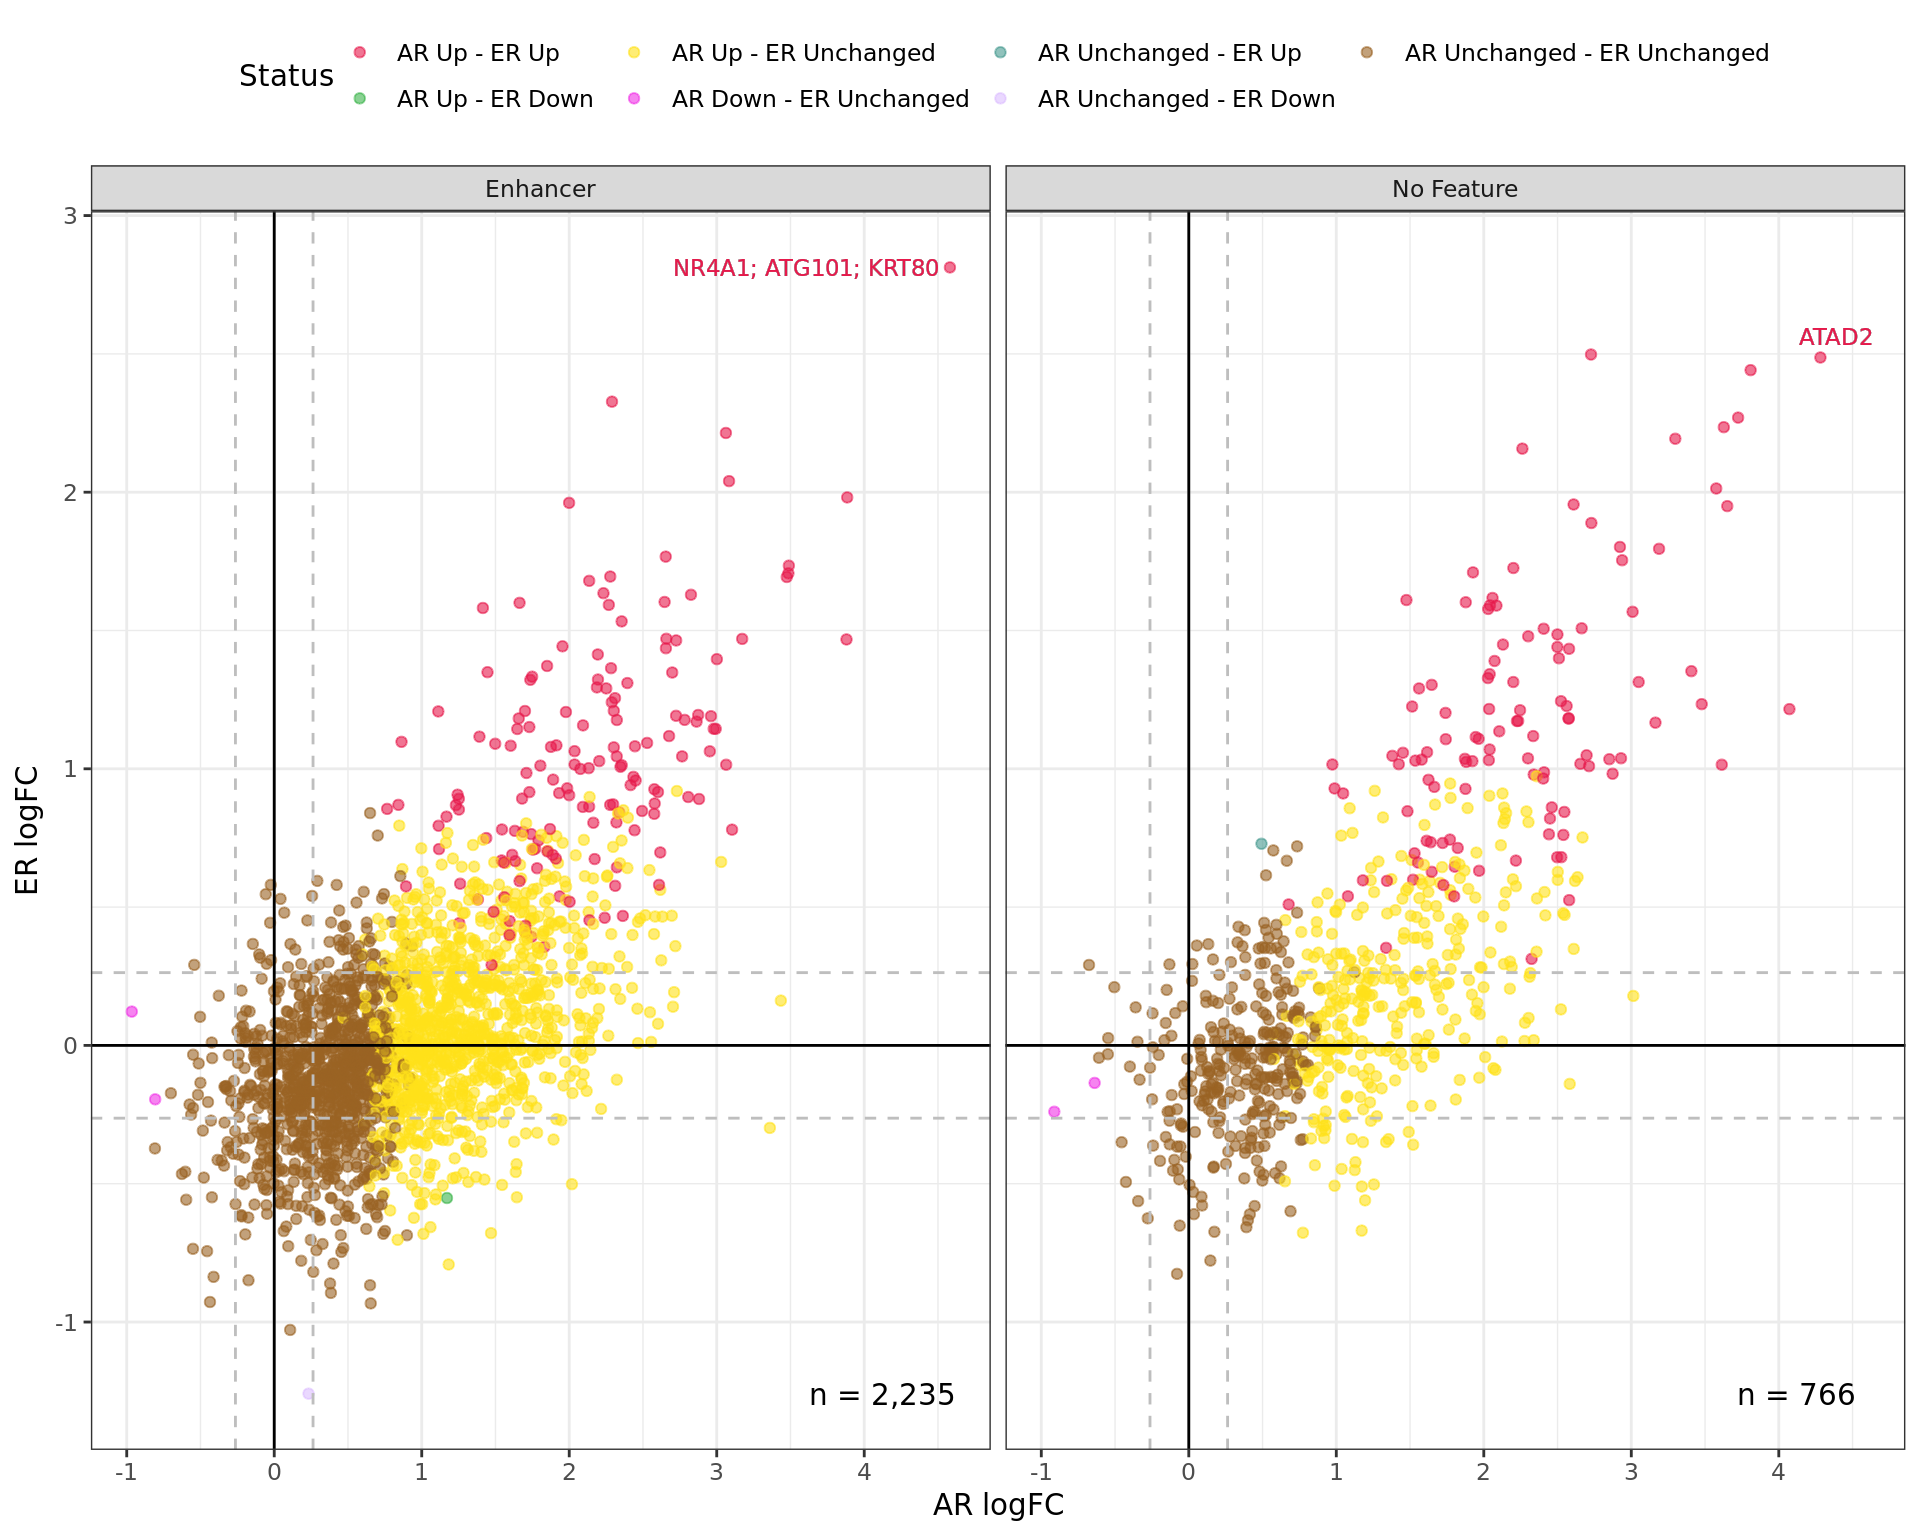 Status
AR Up - ER Up
AR Up - ER Unchanged
AR Unchanged - ER Up
AR Unchanged - ER Unchanged
AR Up - ER Down
AR Down - ER Unchanged
AR Unchanged - ER Down
Enhancer
No Feature
NR4A1; ATG101; KRT80
ATAD2
3
2
1
0
-1
ER logFC
n = 2,235
n = 766
-1 0 1 2 3 4
-1 0 1 2 3 4
AR logFC